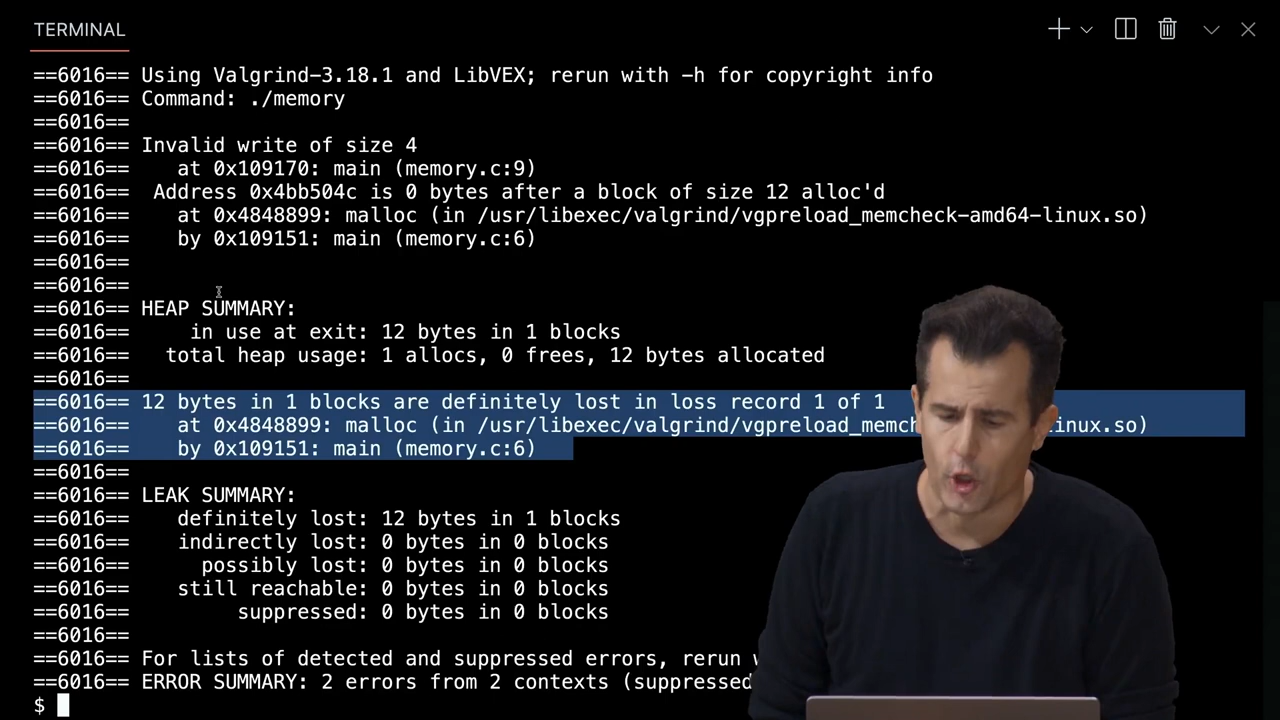 TERMINAL
==6016== Using Valgrind-3.18.1 and LibVEX; rerun with -h for copyright info
==6016== Command: ./memory
==6016==
==6016== Invalid write of size 4
==6016==    at 0x109170: main (memory.c:9)
==6016==  Address 0x4bb504c is 0 bytes after a block of size 12 alloc'd
==6016==    at 0x4848899: malloc (in /usr/libexec/valgrind/vgpreload_memcheck-amd64-linux.so)
==6016==    by 0x109151: main (memory.c:6)
==6016==
==6016==
==6016== HEAP SUMMARY:
==6016==     in use at exit: 12 bytes in 1 blocks
==6016==   total heap usage: 1 allocs, 0 frees, 12 bytes allocated
==6016==
==6016== 12 bytes in 1 blocks are definitely lost in loss record 1 of 1
==6016==    at 0x4848899: malloc (in /usr/libexec/valgrind/vgpreload_memch inux.so)
==6016==    by 0x109151: main (memory.c:6)
==6016==
==6016== LEAK SUMMARY:
==6016==    definitely lost: 12 bytes in 1 blocks
==6016==    indirectly lost: 0 bytes in 0 blocks
==6016==      possibly lost: 0 bytes in 0 blocks
==6016==    still reachable: 0 bytes in 0 blocks
==6016==         suppressed: 0 bytes in 0 blocks
==6016==
==6016== For lists of detected and suppressed errors, rerun
==6016== ERROR SUMMARY: 2 errors from 2 contexts (suppressed
$